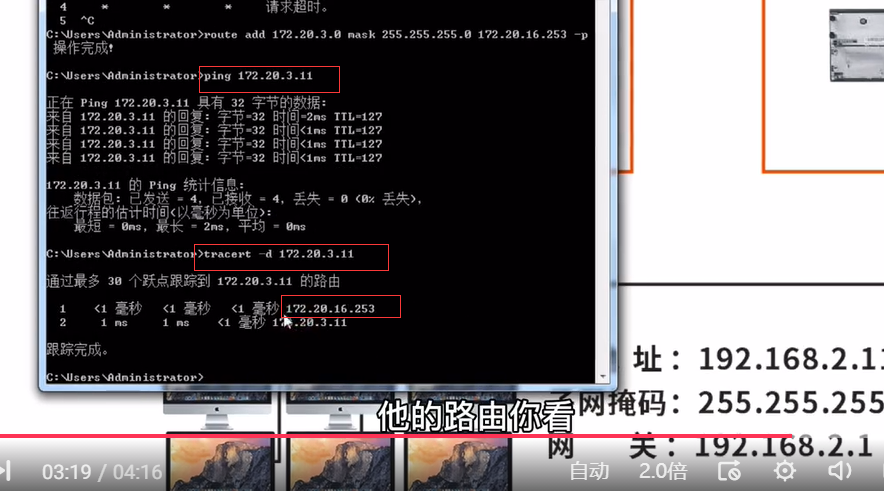 4 * * * 请求超时。
5 ^C
C:\Users\Administrator>route add 172.20.3.0 mask 255.255.255.0 172.20.16.253 -p
操作完成!
C:\Users\Administrator>ping 172.20.3.11
正在 Ping 172.20.3.11 具有 32 字节的数据:
来自 172.20.3.11 的回复: 字节=32 时间=2ms TTL=127
来自 172.20.3.11 的回复: 字节=32 时间<1ms TTL=127
来自 172.20.3.11 的回复: 字节=32 时间<1ms TTL=127
来自 172.20.3.11 的回复: 字节=32 时间<1ms TTL=127
172.20.3.11 的 Ping 统计信息:
数据包: 已发送 = 4, 已接收 = 4, 丢失 = 0 (0% 丢失),
往返行程的估计时间(以毫秒为单位):
最短 = 0ms, 最长 = 2ms, 平均 = 0ms
C:\Users\Administrator>tracert -d 172.20.3.11
通过最多 30 个跃点跟踪到 172.20.3.11 的路由
1 <1 毫秒 <1 毫秒 <1 毫秒 172.20.16.253
2 1 ms 1 ms <1 毫秒 172.20.3.11
跟踪完成。
C:\Users\Administrator>
址：192.168.2.11
子网掩码：255.255.255
网 关：192.168.2.1
他的路由你看
03:19 / 04:16 自动 2.0倍